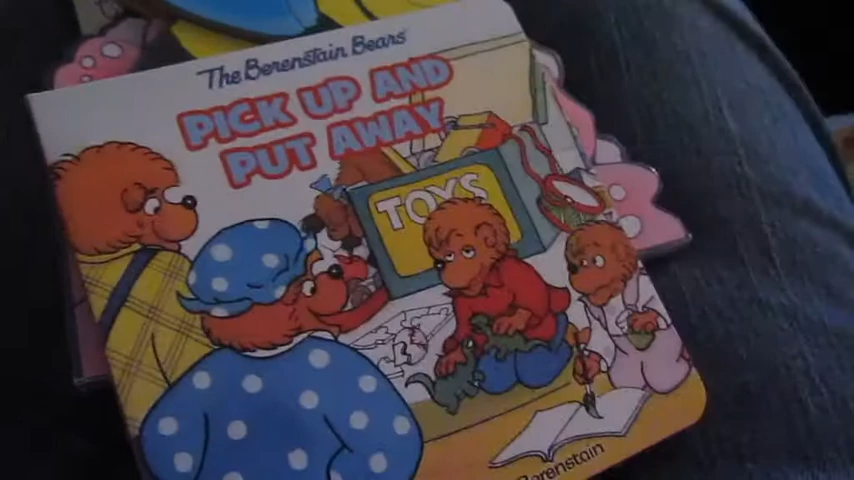 The Berenstain Bears'
PICK UP AND
PUT AWAY
TOYS
Berenstain